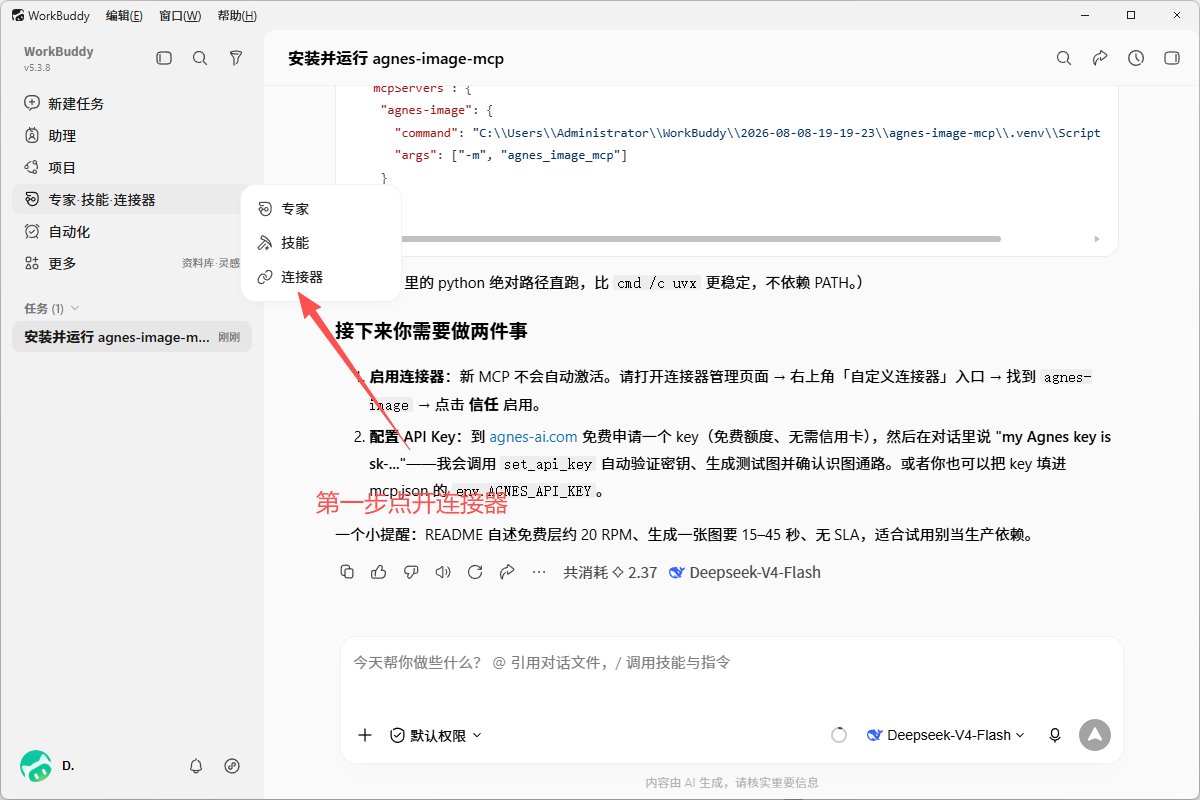 WorkBuddy 编辑(E) 窗口(W) 帮助(H)
WorkBuddy
v5.3.8
新建任务
助理
项目
专家·技能·连接器
自动化
更多 资料库·灵感
任务 (1)
安装并运行 agnes-image-m... 刚刚
专家
技能
连接器
安装并运行 agnes-image-mcp
mcpServers": {
"agnes-image": {
"command": "C:\\Users\\Administrator\\WorkBuddy\\2026-08-08-19-19-23\\agnes-image-mcp\\.venv\\Script
"args": ["-m", "agnes_image_mcp"]
}
里的 python 绝对路径直跑，比 cmd /c uvx 更稳定，不依赖 PATH。）
接下来你需要做两件事
启用连接器：新 MCP 不会自动激活。请打开连接器管理页面 → 右上角「自定义连接器」入口 → 找到 agnes-
image → 点击 信任 启用。
2. 配置 API Key：到 agnes-ai.com 免费申请一个 key（免费额度、无需信用卡），然后在对话里说 "my Agnes key is
sk-..."——我会调用 set_api_key 自动验证密钥、生成测试图并确认识图通路。或者你也可以把 key 填进
mcp.json 的 env.AGNES_API_KEY。
第一步点开连接器
一个小提醒：README 自述免费层约 20 RPM、生成一张图要 15–45 秒、无 SLA，适合试用别当生产依赖。
共消耗 2.37 Deepseek-V4-Flash
今天帮你做些什么？ @ 引用对话文件，/ 调用技能与指令
默认权限 Deepseek-V4-Flash
D.
内容由 AI 生成，请核实重要信息